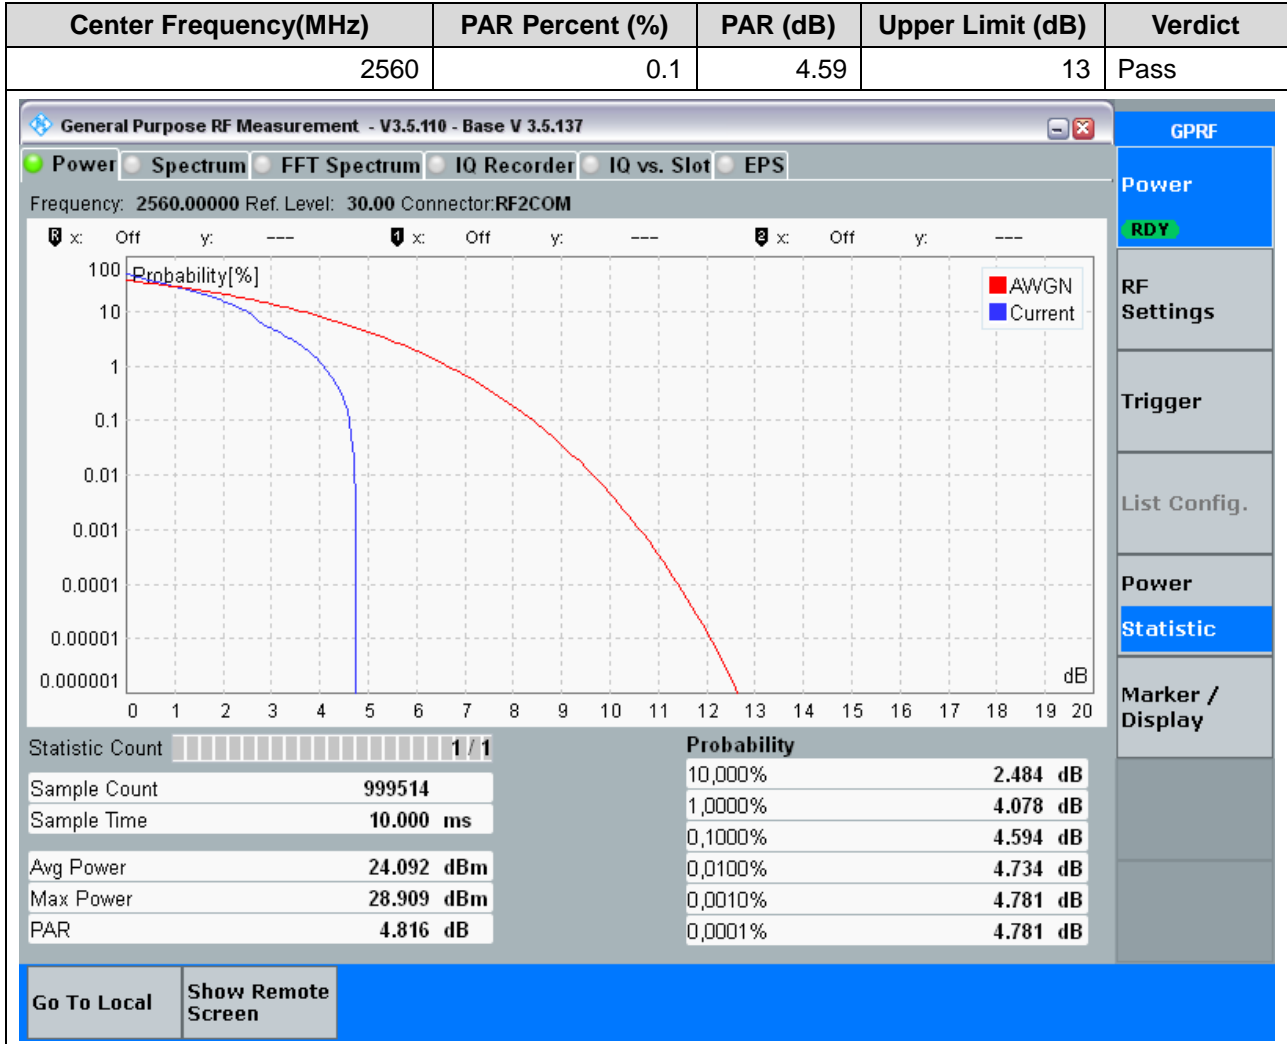 Center Frequency(MHz) PAR Percent (%) PAR (dB) Upper Limit (dB) Verdict
2560 0.1 4.59 13 Pass
General Purpose RF Measurement - V3.5.110 - Base V 3.5.137
GPRF
Power Spectrum FFT Spectrum IQ Recorder IQ vs. Slot EPS
Frequency: 2560.00000 Ref. Level: 30.00 Connector:RF2COM
R x: Off y: --- 1 x: Off y: --- 2 x: Off y: ---
Power
RDY
RF
Settings
Trigger
List Config.
Power
Statistic
Marker /
Display
Probability[%]
AWGN
Current
100
10
1
0.1
0.01
0.001
0.0001
0.00001
0.000001
dB
0 1 2 3 4 5 6 7 8 9 10 11 12 13 14 15 16 17 18 19 20
Statistic Count 1 / 1
Sample Count 999514
Sample Time 10.000 ms
Avg Power 24.092 dBm
Max Power 28.909 dBm
PAR 4.816 dB
Probability
10,000% 2.484 dB
1,0000% 4.078 dB
0,1000% 4.594 dB
0,0100% 4.734 dB
0,0010% 4.781 dB
0,0001% 4.781 dB
Go To Local
Show Remote
Screen